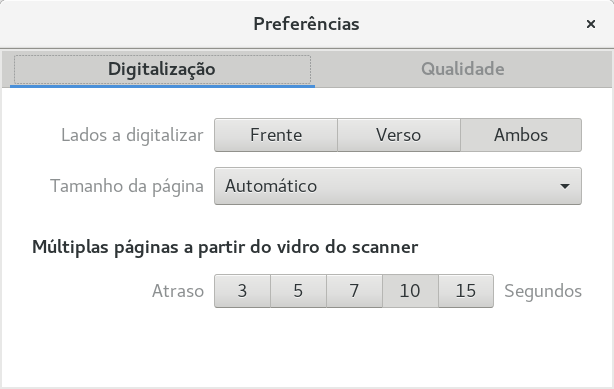 Preferências
Digitalização Qualidade
Lados a digitalizar Frente Verso Ambos
Tamanho da página Automático
Múltiplas páginas a partir do vidro do scanner
Atraso 3 5 7 10 15 Segundos